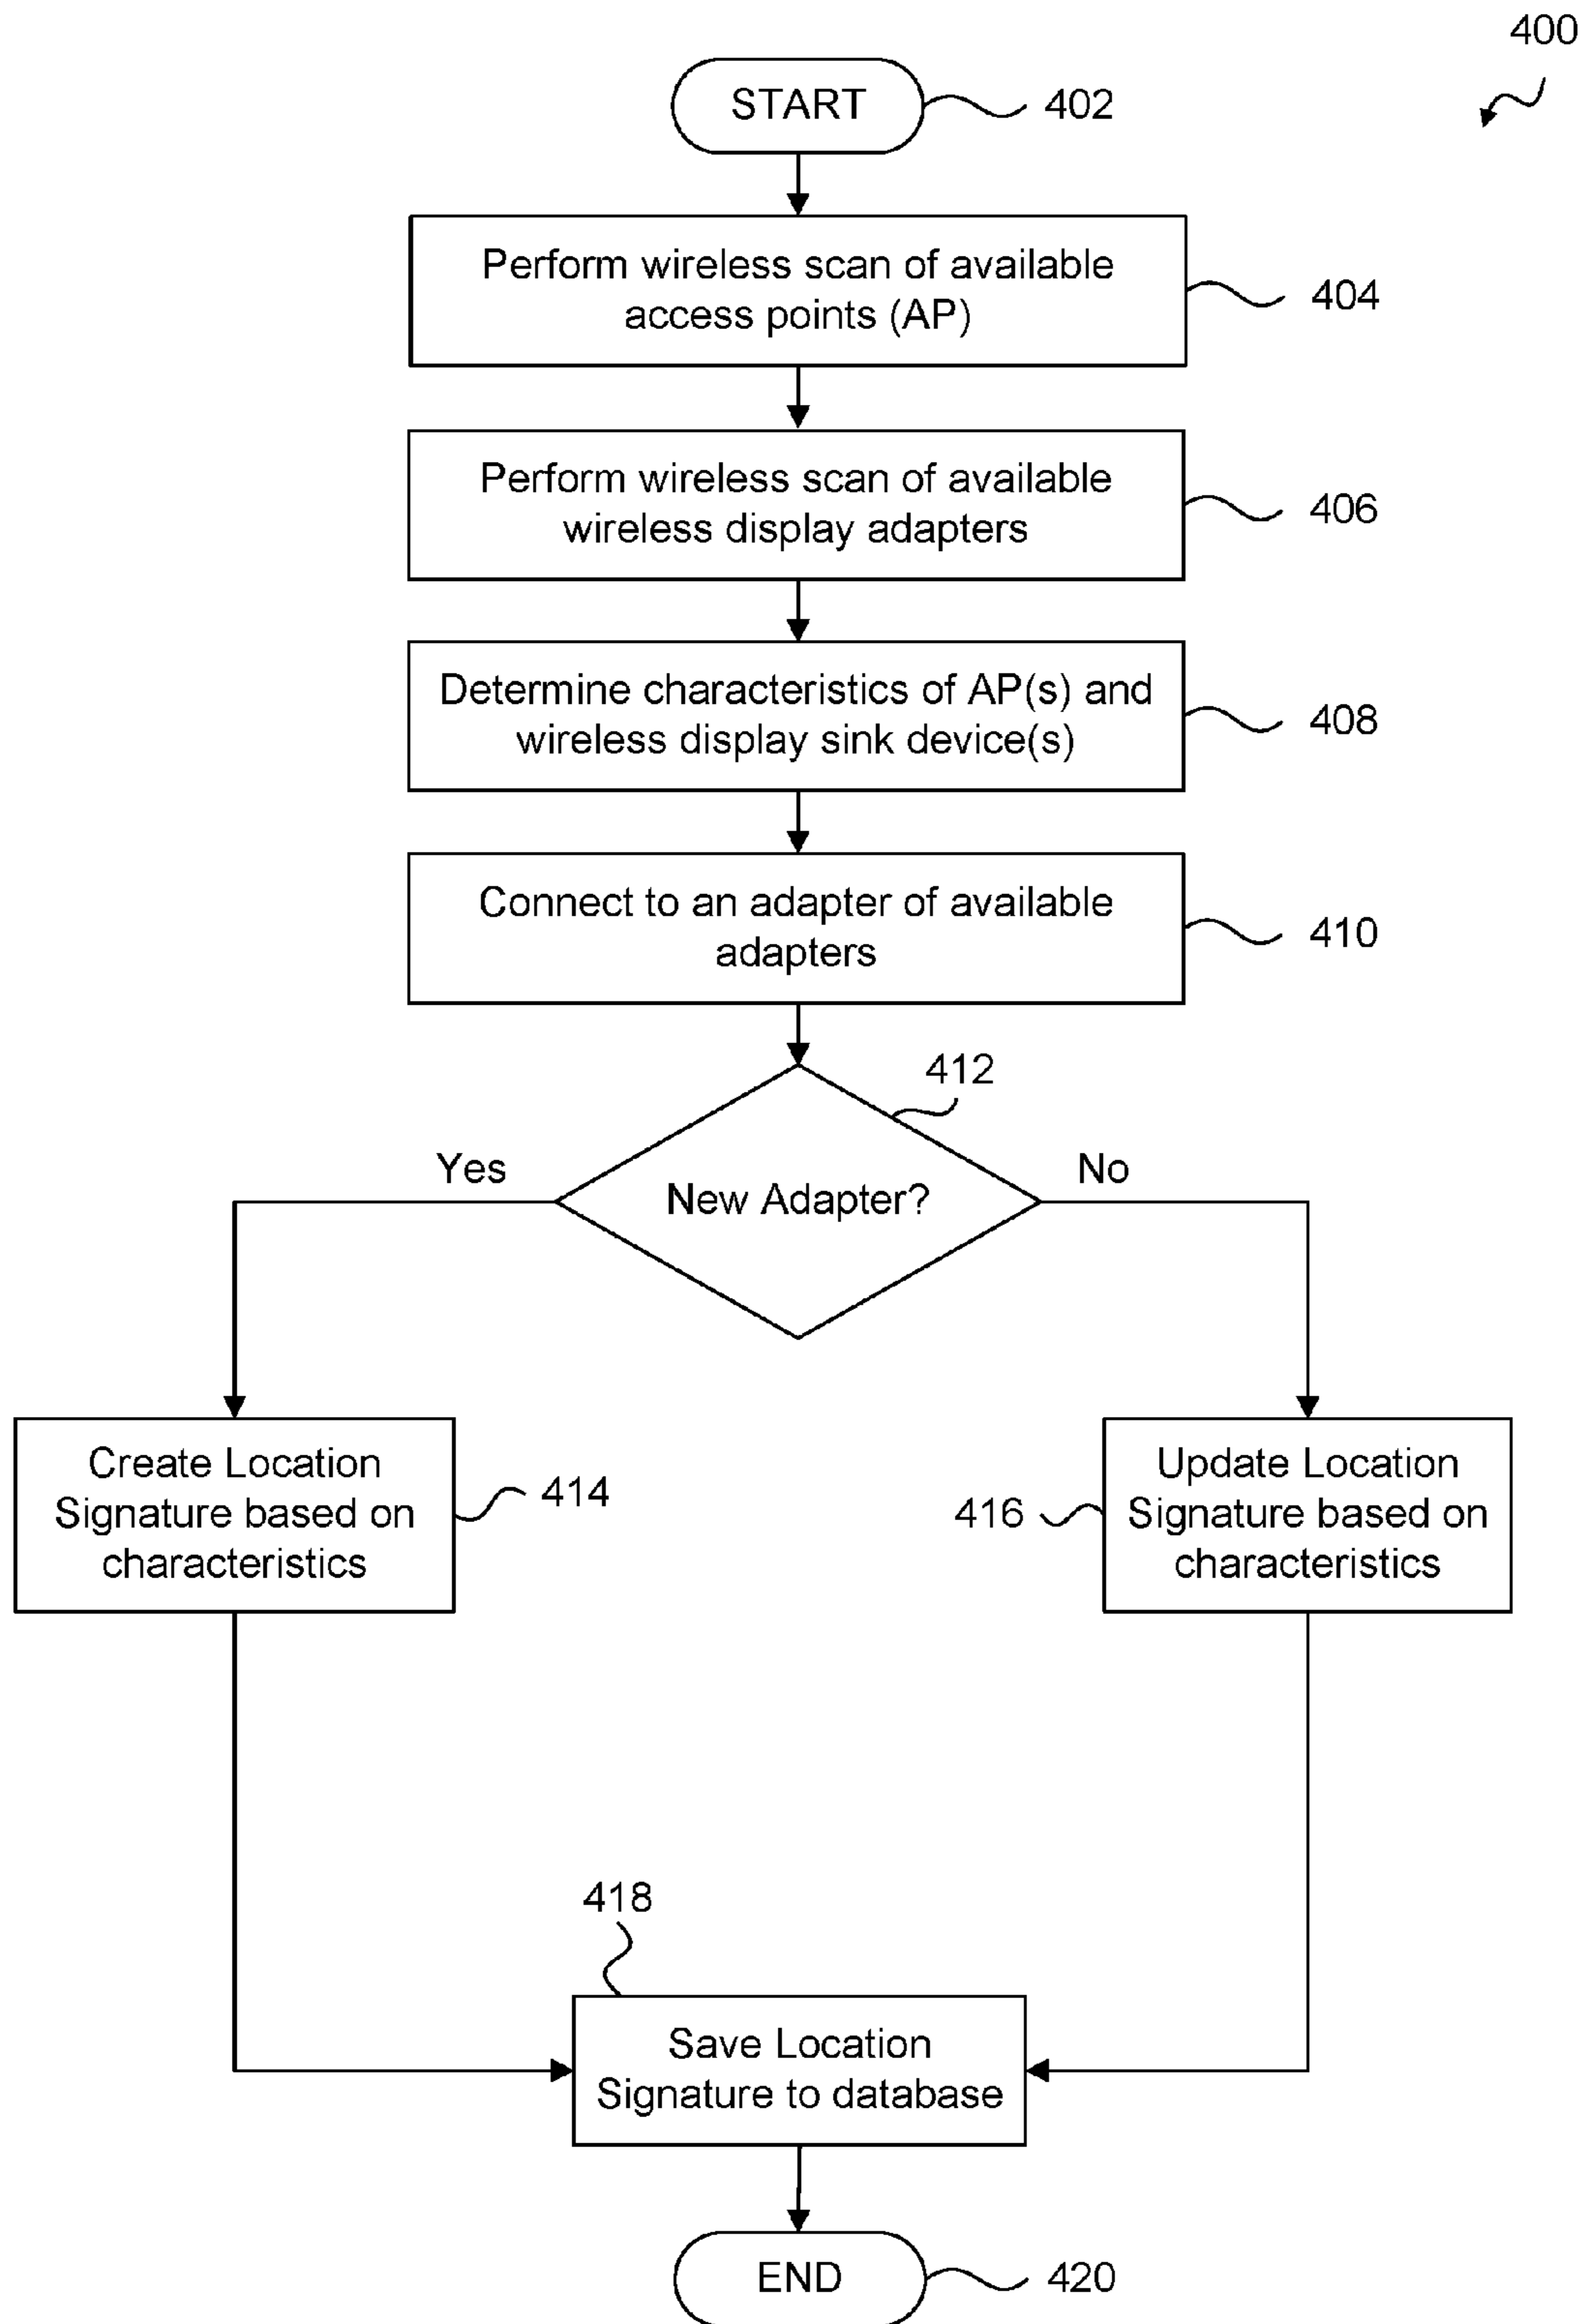 400
START
402
Perform wireless scan of available
access points (AP)
404
Perform wireless scan of available
wireless display adapters
406
Determine characteristics of AP(s) and
wireless display sink device(s)
408
Connect to an adapter of available
adapters
410
412
Yes
New Adapter?
No
Create Location
Signature based on
characteristics
414
416
Update Location
Signature based on
characteristics
418
Save Location
Signature to database
END
420